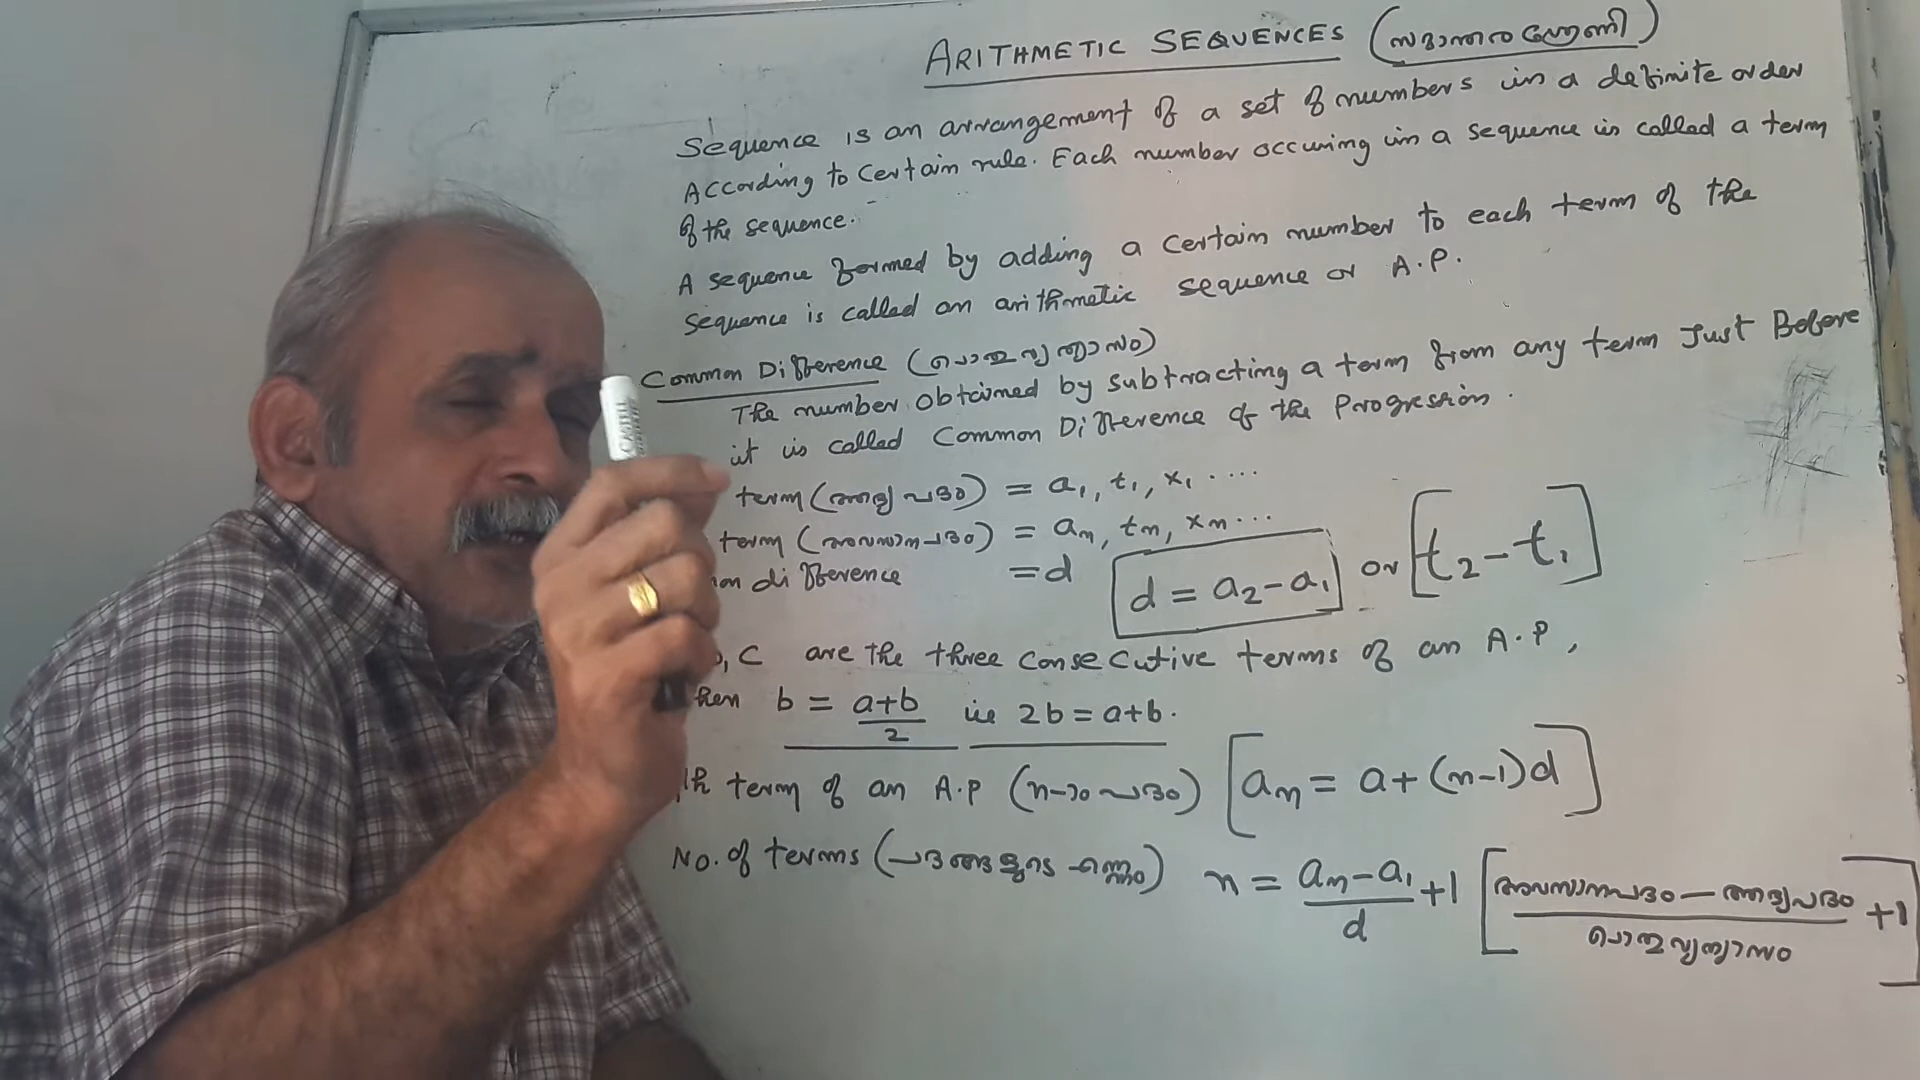 ARITHMETIC SEQUENCES (സമാന്തരശ്രേണി)
Sequence is an arrangement of a set of numbers in a definite order
According to certain rule. Each number occuring in a sequence is called a term
of the sequence.
A sequence formed by adding a certain number to each term of the
sequence is called an arithmetic sequence or A.P.
Common Difference (പൊതുവ്യത്യാസം)
The number obtained by subtracting a term from any term Just Before
it is called Common Difference of the Progression.
term (ആദ്യപദം) = a₁, t₁, x₁ ....
term (അവസാനപദം) = aₙ, tₙ, xₙ...
difference = d d = a₂-a₁ or [t₂-t₁]
, C are the three consecutive terms of an A.P,
b = a+b/2 ie 2b = a+b.
th term of an A.P (n-ാം പദം) [aₙ = a+(n-1)d]
No. of terms (പദങ്ങളുടെ എണ്ണം) n = aₙ-a₁/d +1 [അവസാനപദം - ആദ്യപദം/പൊതുവ്യത്യാസം +1]